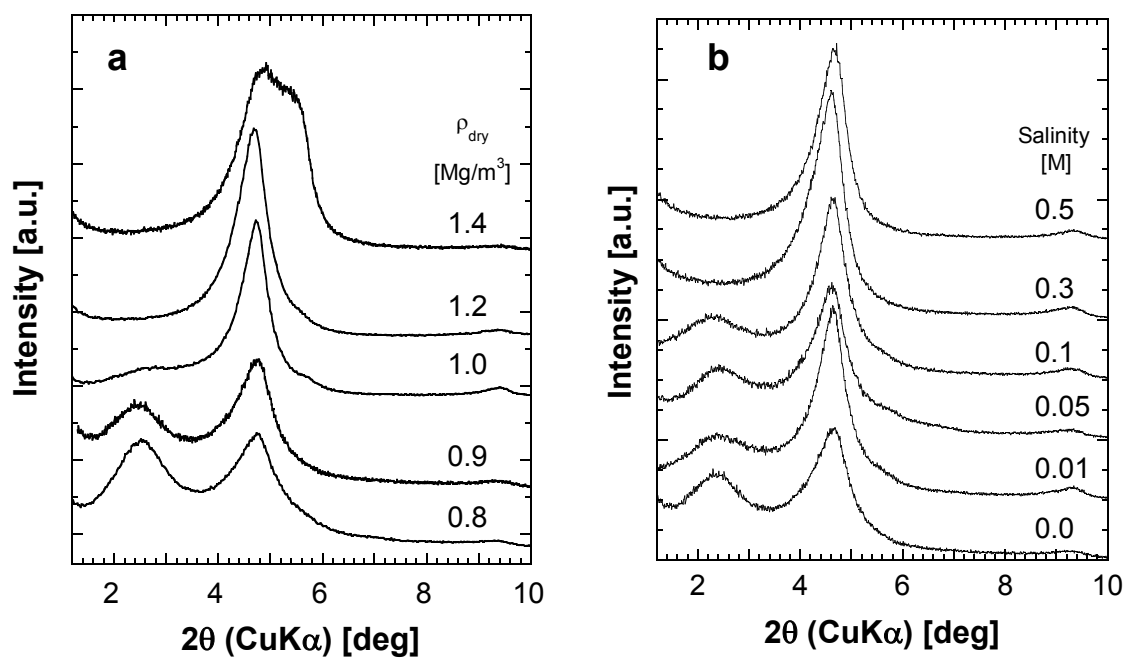 a
ρdry
[Mg/m3]
1.4
1.2
1.0
0.9
0.8
Intensity [a.u.]
2 4 6 8 10
2θ (CuKα) [deg]
b
Salinity
[M]
0.5
0.3
0.1
0.05
0.01
0.0
Intensity [a.u.]
2 4 6 8 10
2θ (CuKα) [deg]